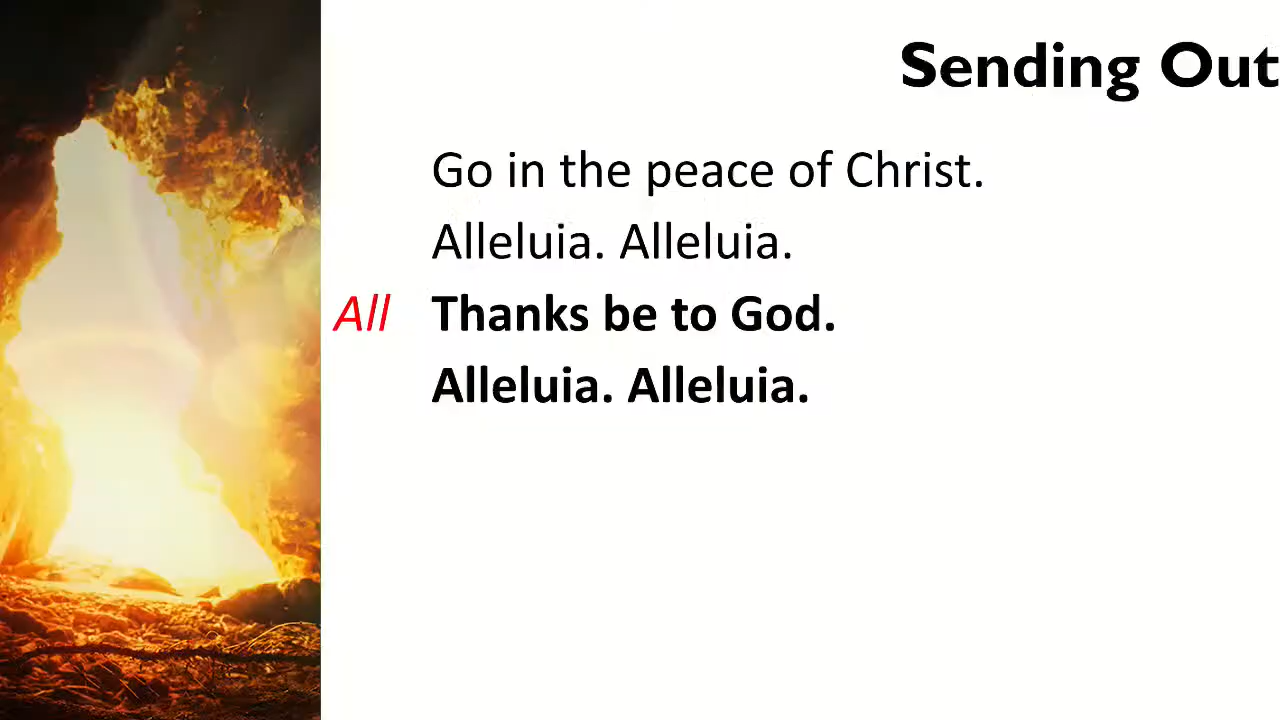 Sending Out
Go in the peace of Christ.
Alleluia. Alleluia.
All Thanks be to God.
Alleluia. Alleluia.